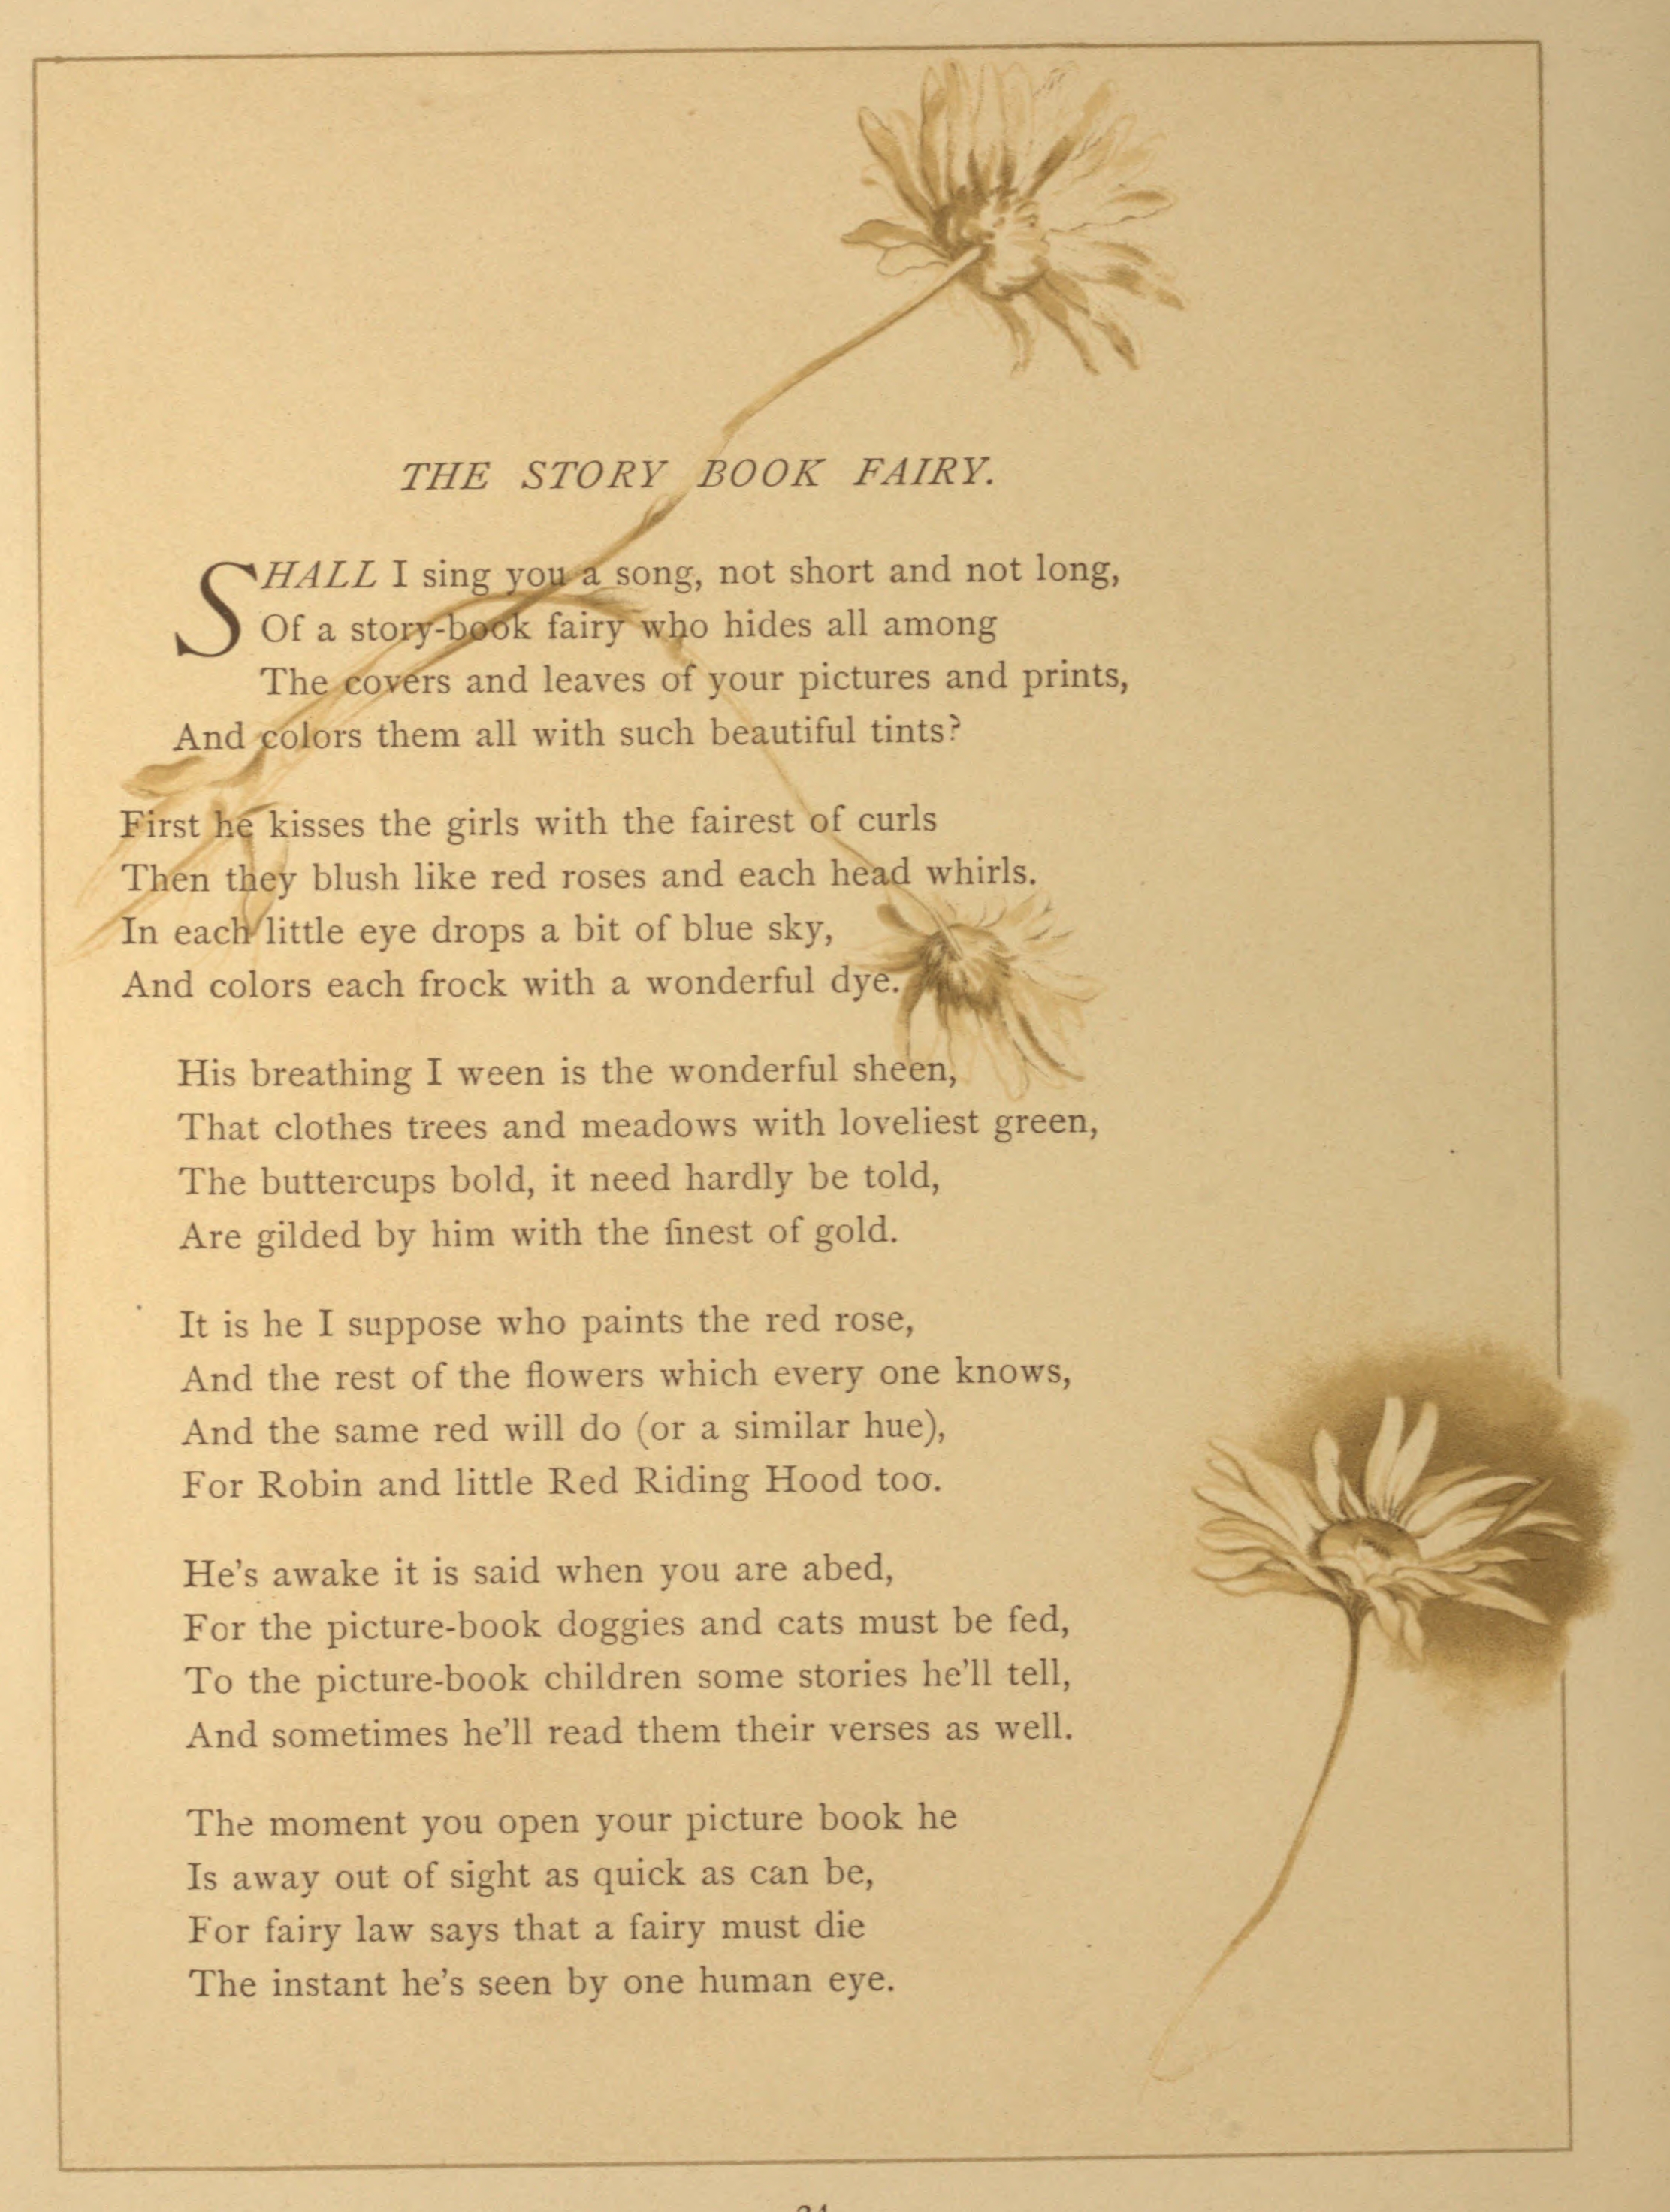 THE STORY BOOK FAIRY.
SHALL I sing you a song, not short and not long,
Of a story-book fairy who hides all among
The covers and leaves of your pictures and prints,
And colors them all with such beautiful tints?
First he kisses the girls with the fairest of curls
Then they blush like red roses and each head whirls.
In each little eye drops a bit of blue sky,
And colors each frock with a wonderful dye.
His breathing I ween is the wonderful sheen,
That clothes trees and meadows with loveliest green,
The buttercups bold, it need hardly be told,
Are gilded by him with the finest of gold.
It is he I suppose who paints the red rose,
And the rest of the flowers which every one knows,
And the same red will do (or a similar hue),
For Robin and little Red Riding Hood too.
He's awake it is said when you are abed,
For the picture-book doggies and cats must be fed,
To the picture-book children some stories he'll tell,
And sometimes he'll read them their verses as well.
The moment you open your picture book he
Is away out of sight as quick as can be,
For fairy law says that a fairy must die
The instant he's seen by one human eye.